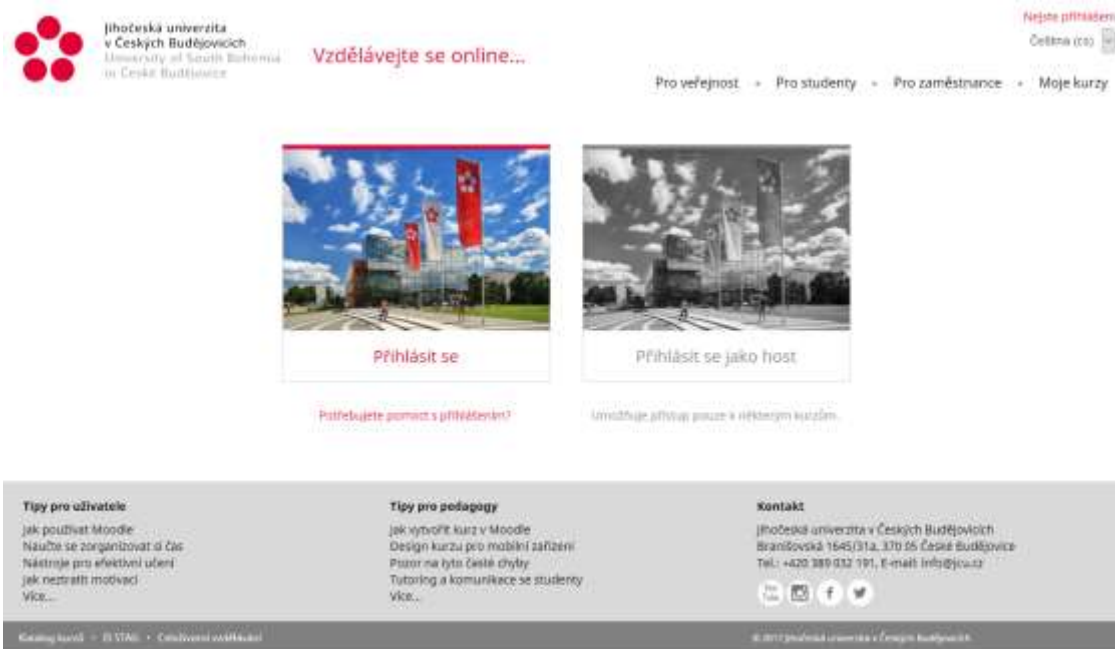 Jihočeská univerzita
v Českých Budějovicích
University of South Bohemia
in České Budějovice
Vzdělávejte se online...
Nejste přihlášeni
Čeština (cs)
Pro veřejnost • Pro studenty • Pro zaměstnance • Moje kurzy
Přihlásit se
Přihlásit se jako host
Potřebujete pomoct s přihlášením?
Umožňuje přístup pouze k některým kurzům.
Tipy pro uživatele
Jak používat Moodle
Naučte se zorganizovat si čas
Nástroje pro efektivní učení
Jak neztratit motivaci
Více...
Tipy pro pedagogy
Jak vytvořit kurz v Moodle
Design kurzu pro mobilní zařízení
Pozor na tyto časté chyby
Tutoring a komunikace se studenty
Více...
Kontakt
Jihočeská univerzita v Českých Budějovicích
Branišovská 1645/31a, 370 05 České Budějovice
Tel.: +420 389 032 191, E-mail: info@jcu.cz
You Tube
Katalog kurzů • IS STAG • Celoživotní vzdělávání
© 2017 Jihočeská univerzita v Českých Budějovicích